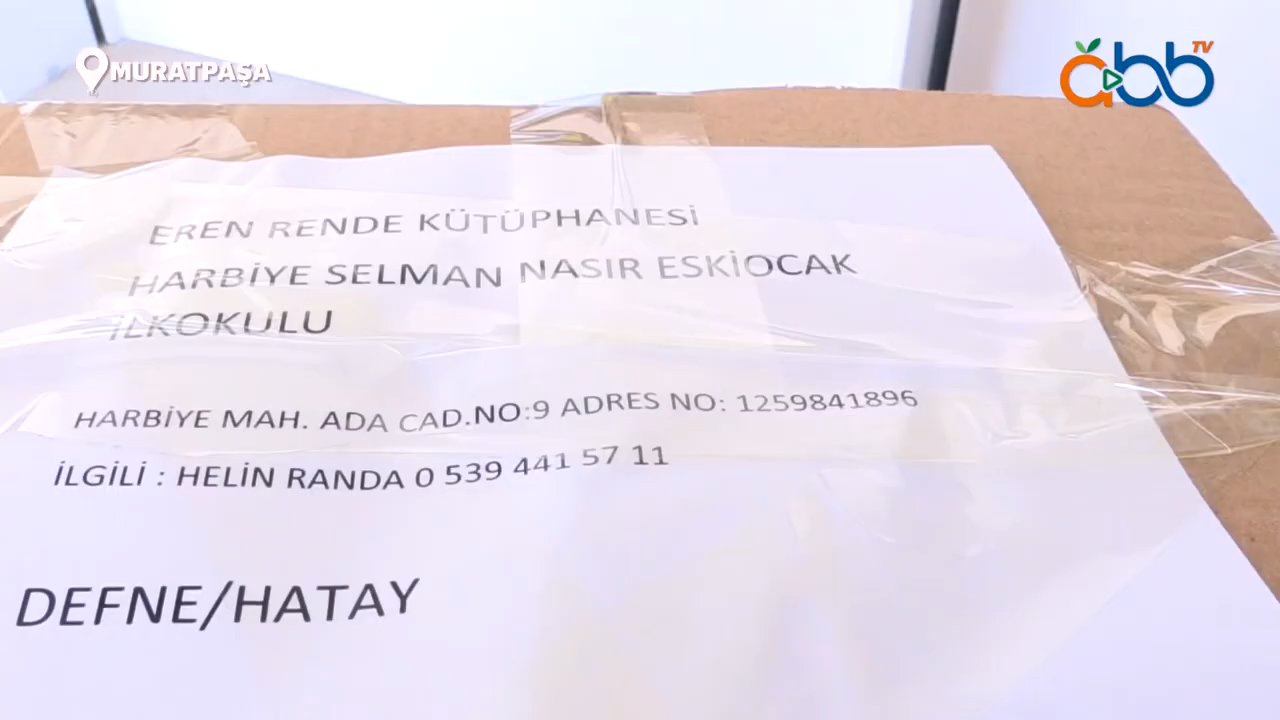 MURATPAŞA
abb TV
EREN RENDE KÜTÜPHANESİ
HARBİYE SELMAN NASIR ESKİOCAK
İLKOKULU
HARBİYE MAH. ADA CAD.NO:9 ADRES NO: 1259841896
İLGİLİ : HELİN RANDA 0 539 441 57 11
DEFNE/HATAY